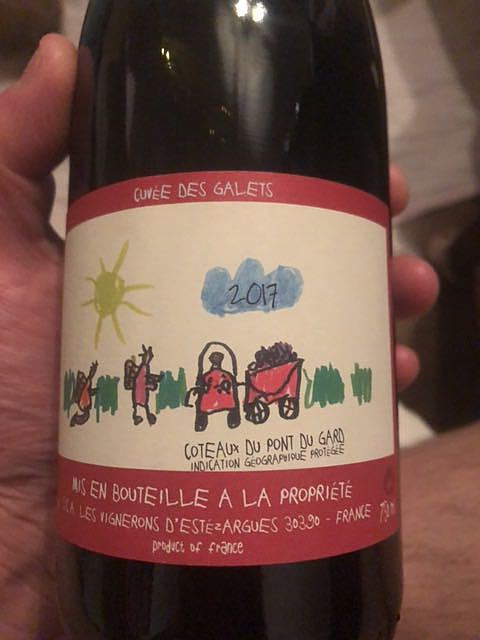 CUVÉE DES GALETS
2017
COTEAUX DU PONT DU GARD
INDICATION GÉOGRAPHIQUE PROTÉGÉE
MIS EN BOUTEILLE A LA PROPRIÉTÉ
LES VIGNERONS D'ESTÉZARGUES 30390 - FRANCE
product of france